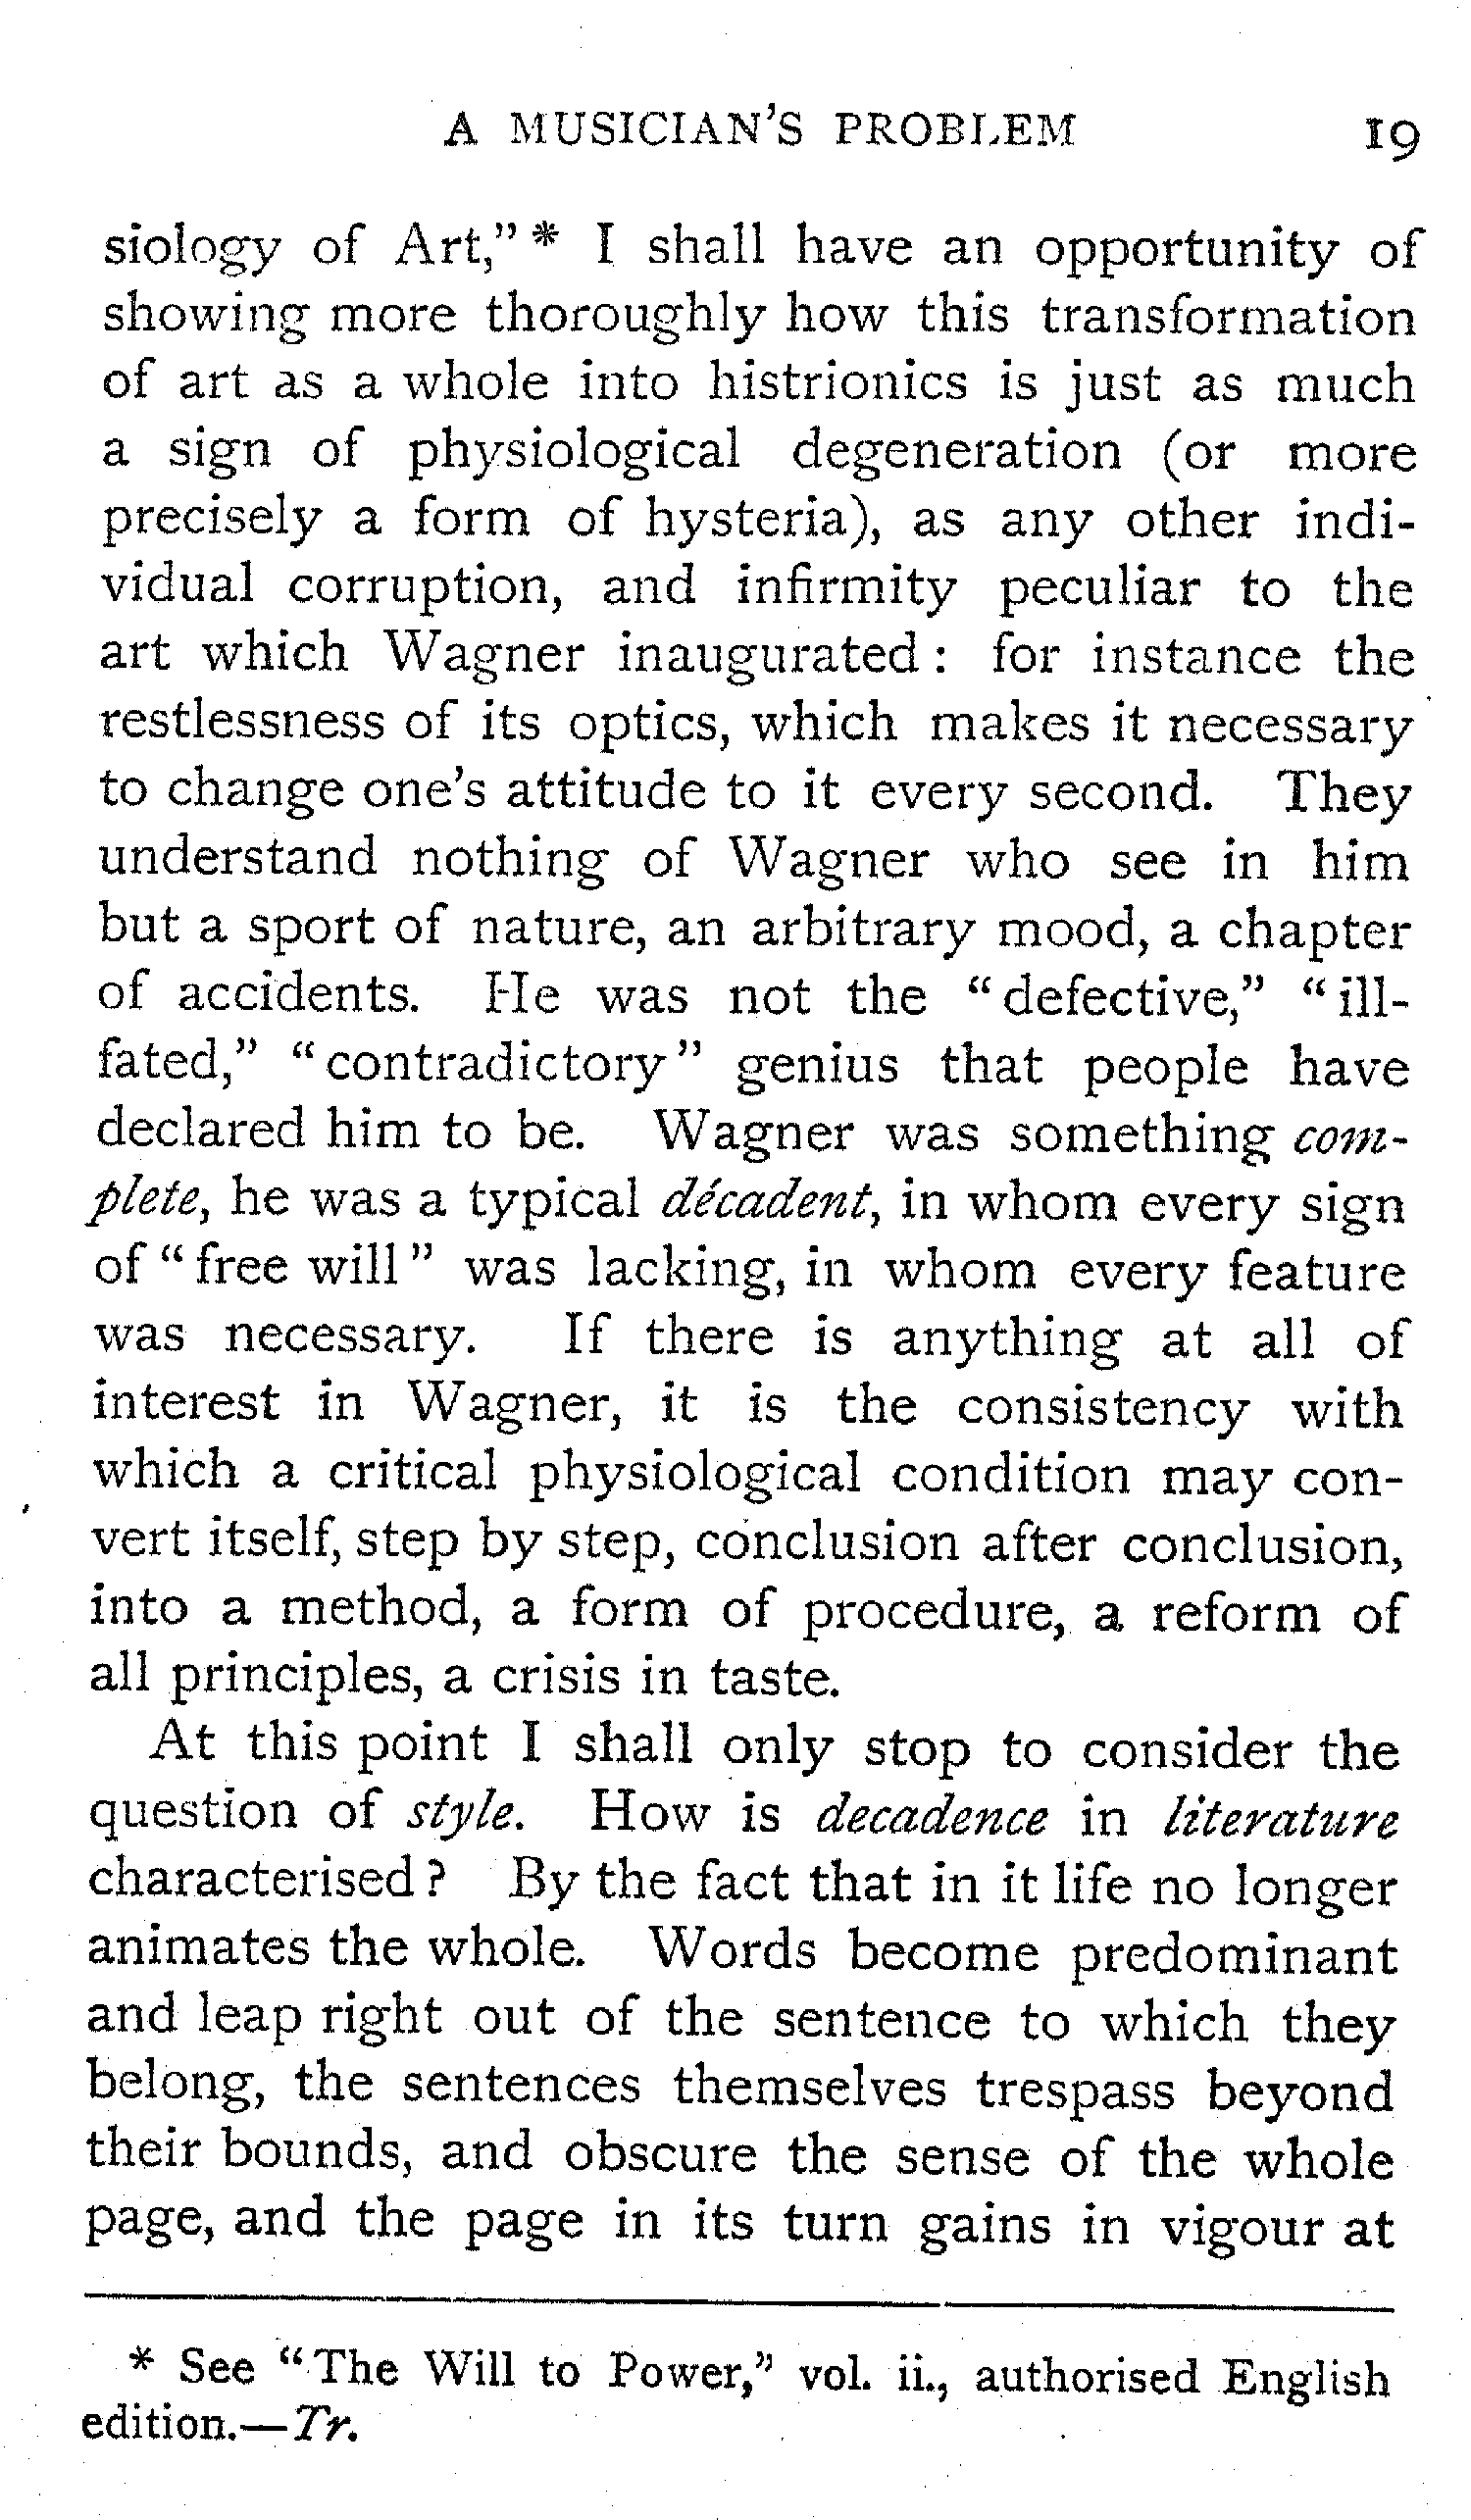 A MUSICIAN'S PROBLEM 19
siology of Art,” * I shall have an opportunity of
showing more thoroughly how this transformation
of art as a whole into histrionics is just as much
a sign of physiological degeneration (or more
precisely a form of hysteria), as any other indi-
vidual corruption, and infirmity peculiar to the
art which Wagner inaugurated : for instance the
restlessness of its optics, which makes it necessary
to change one's attitude to it every second. They
understand nothing of Wagner who see in him
but a sport of nature, an arbitrary mood, a chapter
of accidents. He was not the “defective,” “ill-
fated,” “contradictory” genius that people have
declared him to be. Wagner was something com-
plete, he was a typical décadent, in whom every sign
of “free will” was lacking, in whom every feature
was necessary. If there is anything at all of
interest in Wagner, it is the consistency with
which a critical physiological condition may con-
vert itself, step by step, conclusion after conclusion,
into a method, a form of procedure, a reform of
all principles, a crisis in taste.
At this point I shall only stop to consider the
question of style. How is decadence in literature
characterised? By the fact that in it life no longer
animates the whole. Words become predominant
and leap right out of the sentence to which they
belong, the sentences themselves trespass beyond
their bounds, and obscure the sense of the whole
page, and the page in its turn gains in vigour at
* See “The Will to Power,” vol. ii., authorised English
edition.—Tr.